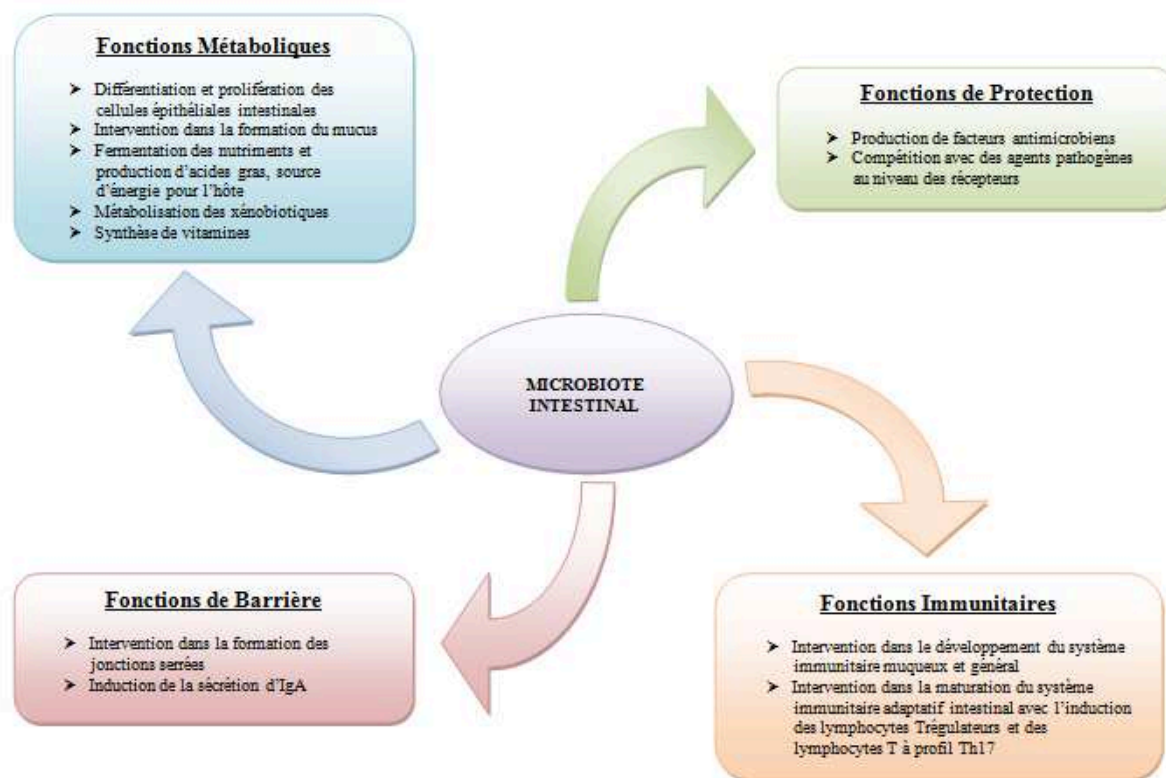 Fonctions Métaboliques
➤ Différentiation et prolifération des
cellules épithéliales intestinales
➤ Intervention dans la formation du mucus
➤ Fermentation des nutriments et
production d'acides gras, source
d'énergie pour l'hôte
➤ Métabolisation des xénobiotiques
➤ Synthèse de vitamines
Fonctions de Protection
➤ Production de facteurs antimicrobiens
➤ Compétition avec des agents pathogènes
au niveau des récepteurs
MICROBIOTE
INTESTINAL
Fonctions de Barrière
➤ Intervention dans la formation des
jonctions serrées
➤ Induction de la sécrétion d'IgA
Fonctions Immunitaires
➤ Intervention dans le développement du système
immunitaire muqueux et général
➤ Intervention dans la maturation du système
immunitaire adaptatif intestinal avec l'induction
des lymphocytes Trégulateurs et des
lymphocytes T à profil Th17